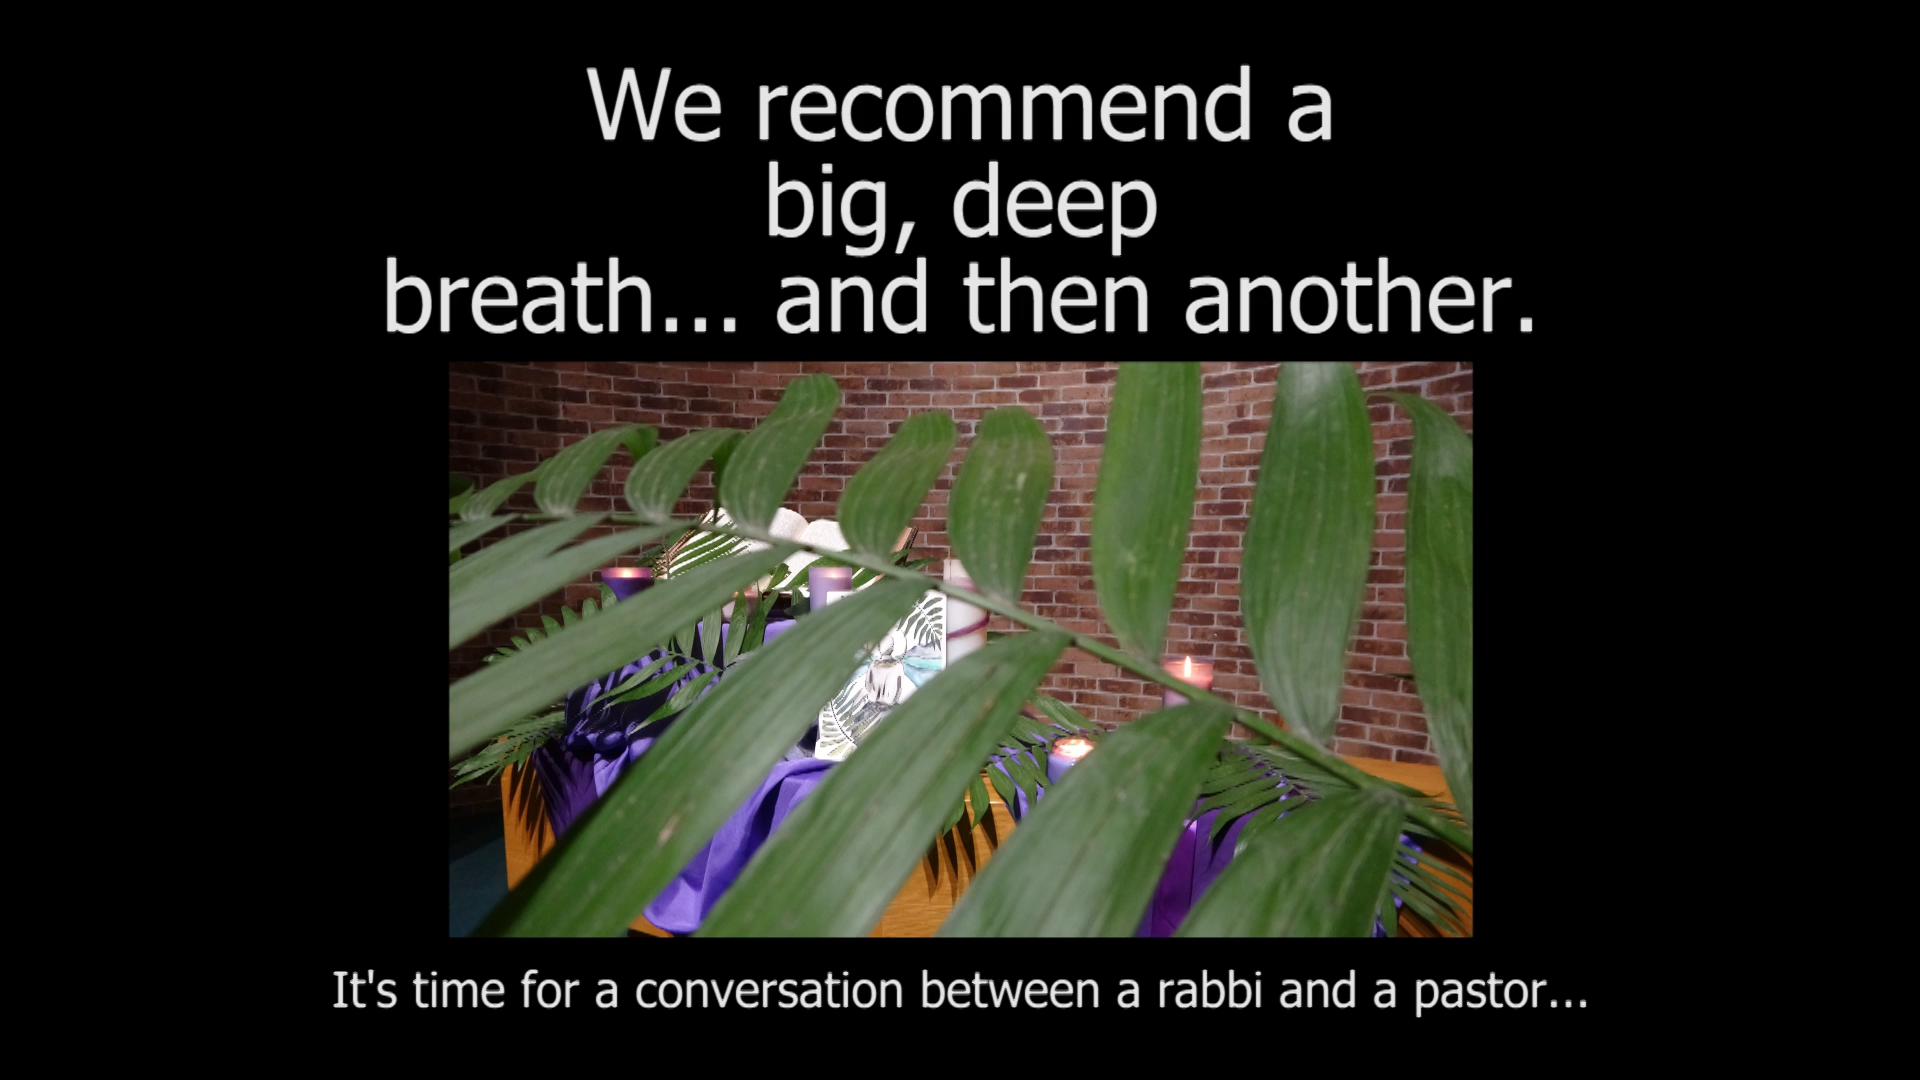 We recommend a
big, deep
breath... and then another.
It's time for a conversation between a rabbi and a pastor...